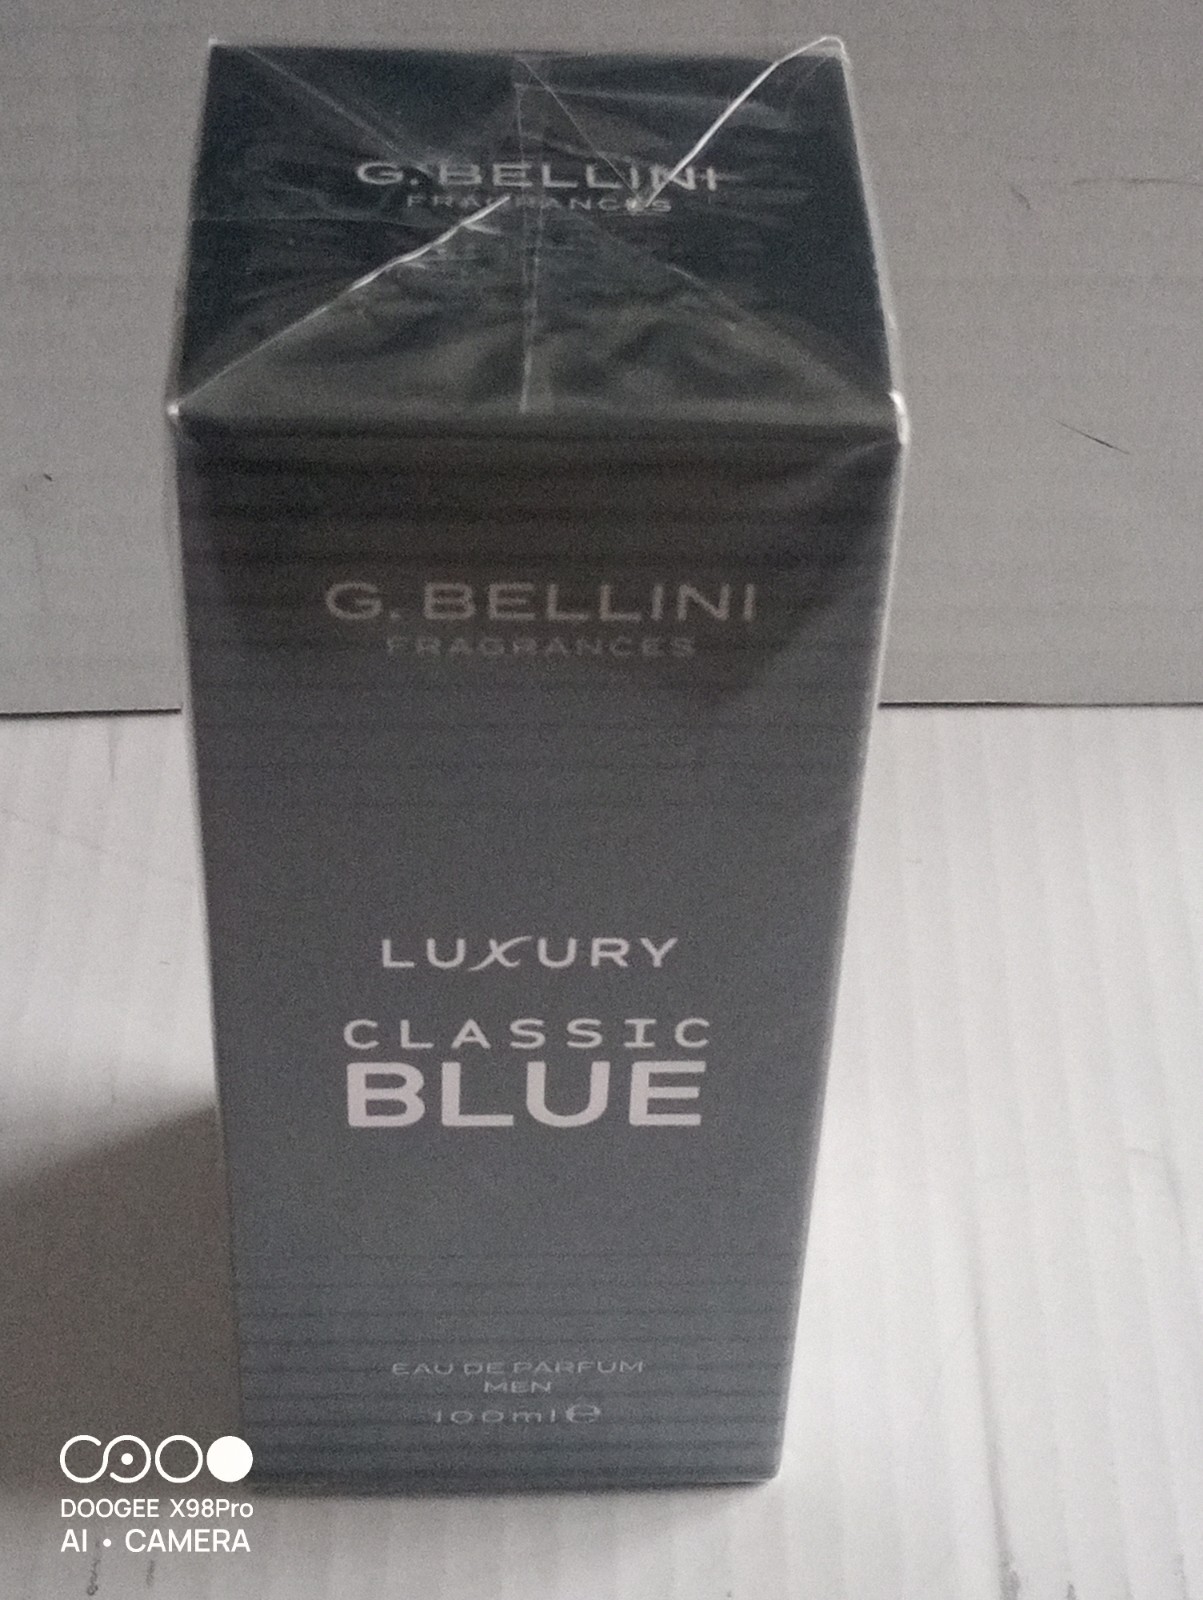 G. BELLINI
FRAGRANCES
G. BELLINI
FRAGRANCES
LUXURY
CLASSIC
BLUE
EAU DE PARFUM
MEN
100ml ℮
DOOGEE X98Pro
AI • CAMERA